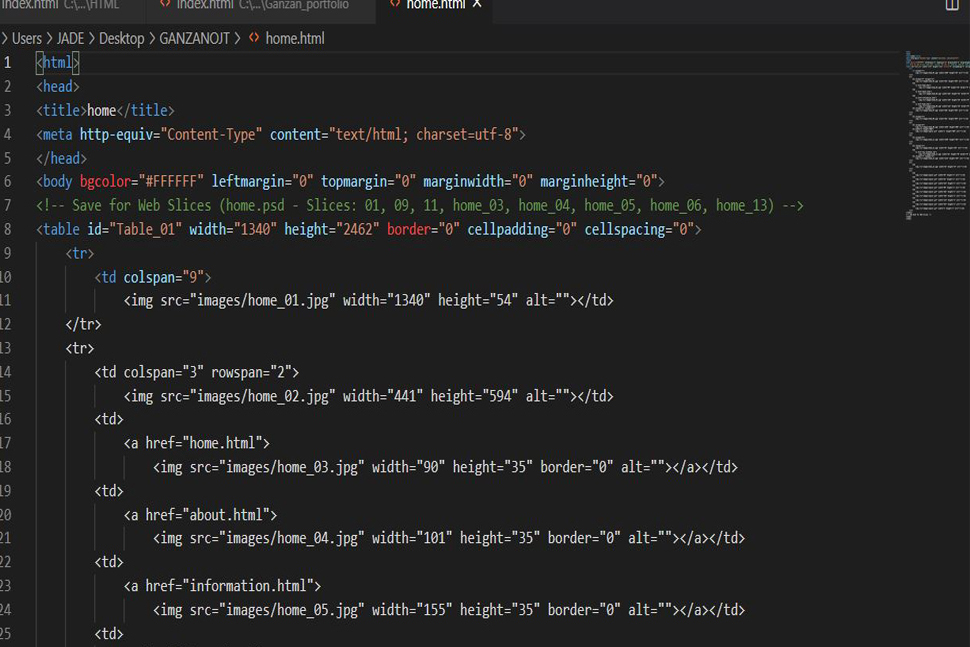 index.html C:\...\HTML index.html C:\...\Ganzan_portfolio home.html X
> Users > JADE > Desktop > GANZANOJT > home.html
1 <html>
2 <head>
3 <title>home</title>
4 <meta http-equiv="Content-Type" content="text/html; charset=utf-8">
5 </head>
6 <body bgcolor="#FFFFFF" leftmargin="0" topmargin="0" marginwidth="0" marginheight="0">
7 <!-- Save for Web Slices (home.psd - Slices: 01, 09, 11, home_03, home_04, home_05, home_06, home_13) -->
8 <table id="Table_01" width="1340" height="2462" border="0" cellpadding="0" cellspacing="0">
9 <tr>
10 <td colspan="9">
11 <img src="images/home_01.jpg" width="1340" height="54" alt=""></td>
12 </tr>
13 <tr>
14 <td colspan="3" rowspan="2">
15 <img src="images/home_02.jpg" width="441" height="594" alt=""></td>
16 <td>
17 <a href="home.html">
18 <img src="images/home_03.jpg" width="90" height="35" border="0" alt=""></a></td>
19 <td>
20 <a href="about.html">
21 <img src="images/home_04.jpg" width="101" height="35" border="0" alt=""></a></td>
22 <td>
23 <a href="information.html">
24 <img src="images/home_05.jpg" width="155" height="35" border="0" alt=""></a></td>
25 <td>